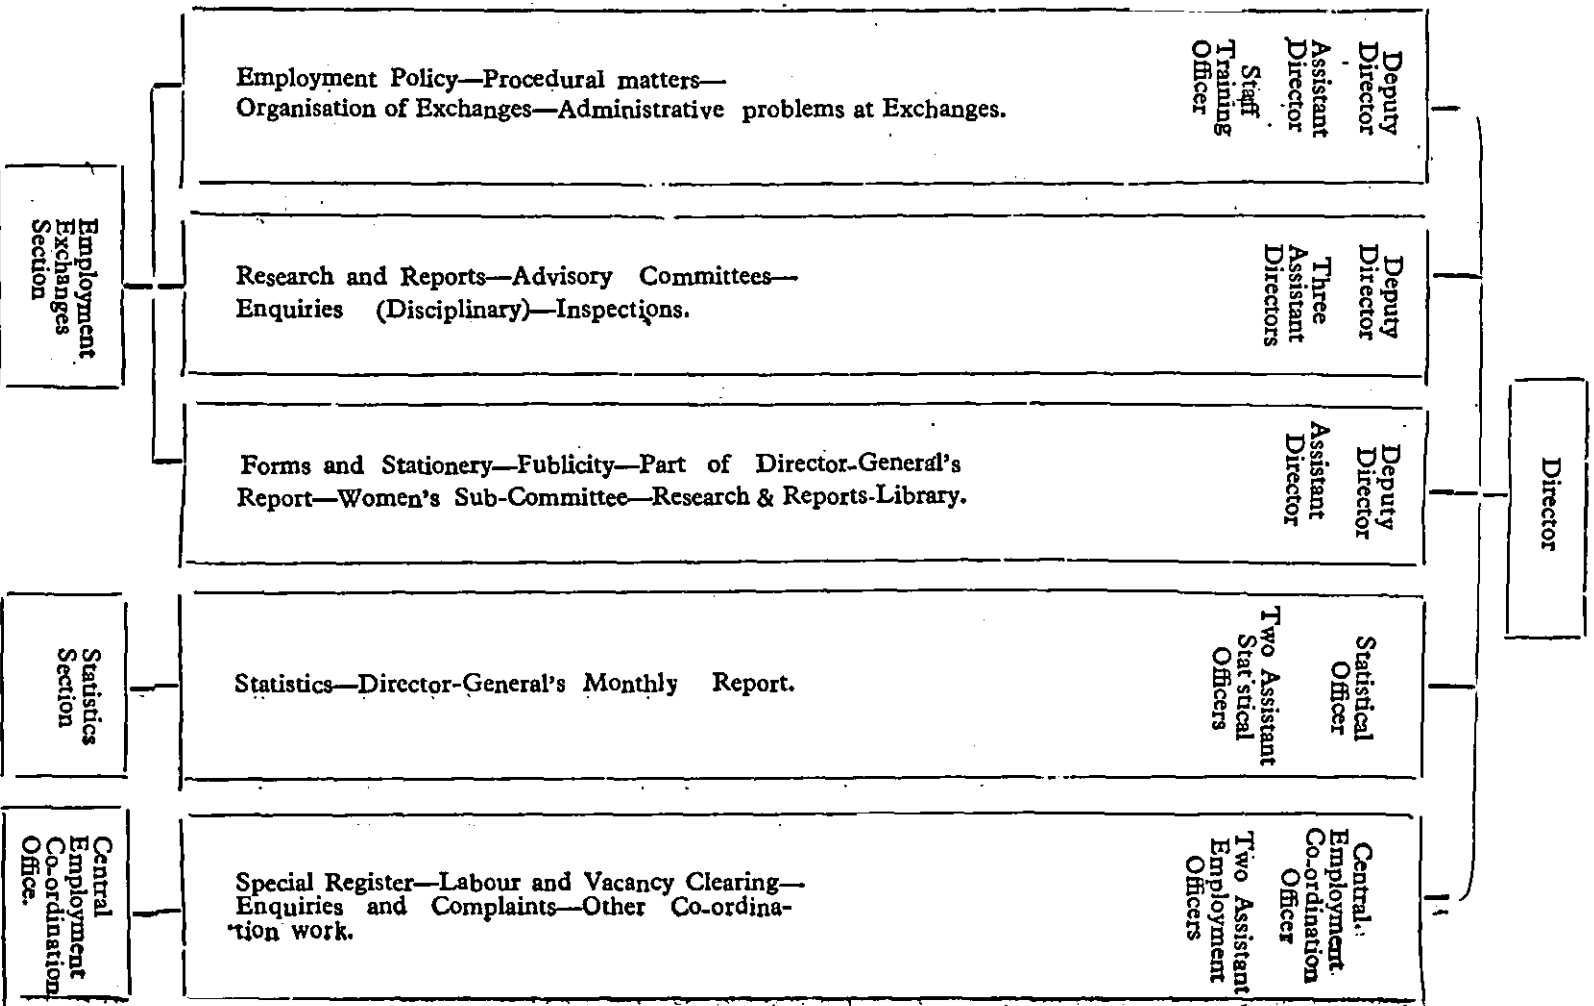 Director
Deputy
Director
Assistant
Director
Staff
Training
Officer
Employment Policy—Procedural matters—
Organisation of Exchanges—Administrative problems at Exchanges.
Deputy
Director
Three
Assistant
Directors
Research and Reports—Advisory Committees—
Enquiries (Disciplinary)—Inspections.
Employment
Exchanges
Section
Deputy
Director
Assistant
Director
Forms and Stationery—Fublicity—Part of Director-General's
Report—Women's Sub-Committee—Research & Reports-Library.
Statistical
Officer
Two Assistant
Stat'stical
Officers
Statistics—Director-General's Monthly Report.
Statistics
Section
Central
Employment
Co-ordination
Officer
Two Assistant
Employment
Officers
Special Register—Labour and Vacancy Clearing—
Enquiries and Complaints—Other Co-ordina-
tion work.
Central
Employment
Co-ordination
Office.